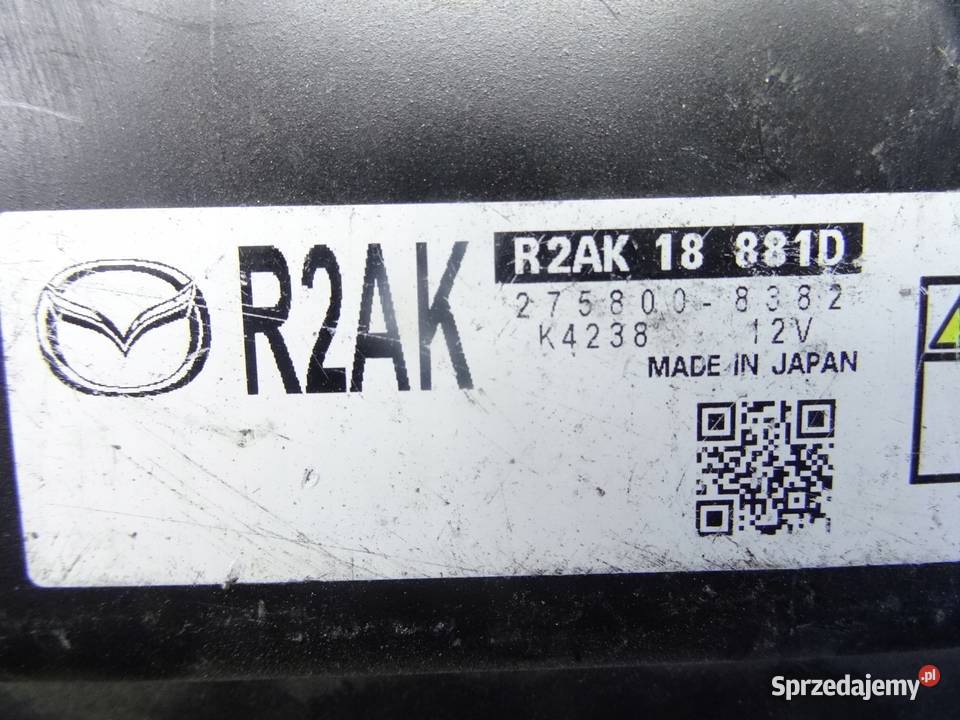 R2AK
R2AK 18 881D
275800-8382
K4238 12V
MADE IN JAPAN
Sprzedajemy.pl